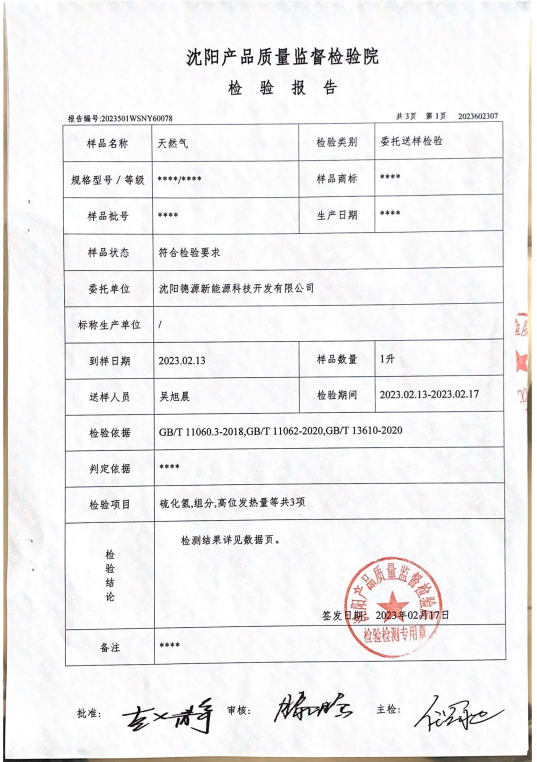 沈阳产品质量监督检验院
检 验 报 告
报告编号:2023501WSNY60078 共 3页 第 1页 2023602307
样品名称 天然气 检验类别 委托送样检验
规格型号 / 等级 ****/**** 样品商标 ****
样品批号 **** 生产日期 ****
样品状态 符合检验要求
委托单位 沈阳德源新能源科技开发有限公司
标称生产单位 /
到样日期 2023.02.13 样品数量 1升
送样人员 吴旭晨 检验期间 2023.02.13-2023.02.17
检验依据 GB/T 11060.3-2018,GB/T 11062-2020,GB/T 13610-2020
判定依据 ****
检验项目 硫化氢,组分,高位发热量等共3项
检验结论 检测结果详见数据页。
沈阳产品质量监督检验院
签发日期: 2023年02月17日
检验检测专用章
备注 ****
批准: 审核: 主检: